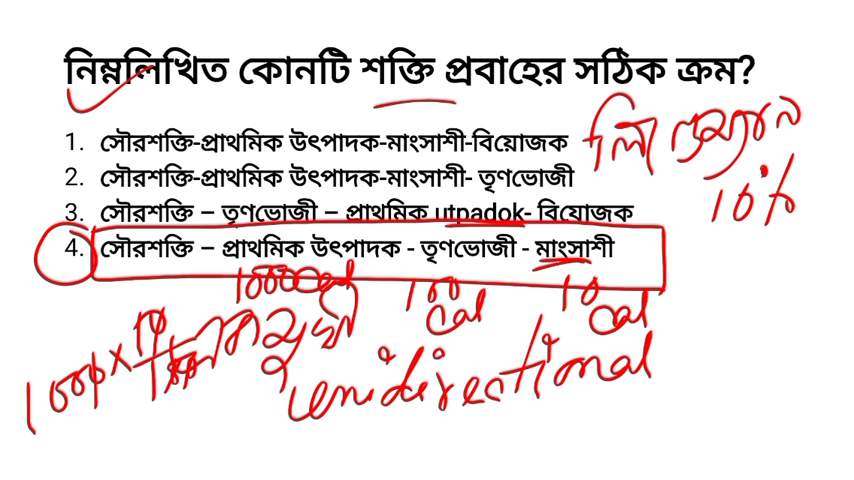 নিম্নলিখিত কোনটি শক্তি প্রবাহের সঠিক ক্রম?
1. সৌরশক্তি-প্রাথমিক উৎপাদক-মাংসাশী-বিয়োজক
2. সৌরশক্তি-প্রাথমিক উৎপাদক-মাংসাশী- তৃণভোজী
3. সৌরশক্তি – তৃণভোজী – প্রাথমিক utpadok- বিযোজক
4. সৌরশক্তি – প্রাথমিক উৎপাদক - তৃণভোজী - মাংসাশী
10%
100 cal
10 cal
unidirectional